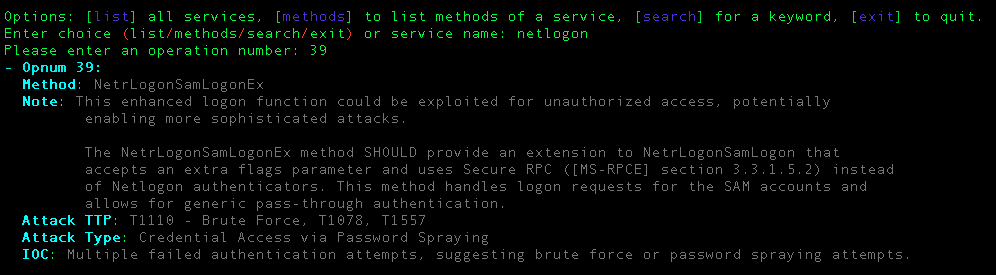 Options: [list] all services, [methods] to list methods of a service, [search] for a keyword, [exit] to quit.
Enter choice (list/methods/search/exit) or service name: netlogon
Please enter an operation number: 39
- Opnum 39:
Method: NetrLogonSamLogonEx
Note: This enhanced logon function could be exploited for unauthorized access, potentially
enabling more sophisticated attacks.
The NetrLogonSamLogonEx method SHOULD provide an extension to NetrLogonSamLogon that
accepts an extra flags parameter and uses Secure RPC ([MS-RPCE] section 3.3.1.5.2) instead
of Netlogon authenticators. This method handles logon requests for the SAM accounts and
allows for generic pass-through authentication.
Attack TTP: T1110 - Brute Force, T1078, T1557
Attack Type: Credential Access via Password Spraying
IOC: Multiple failed authentication attempts, suggesting brute force or password spraying attempts.